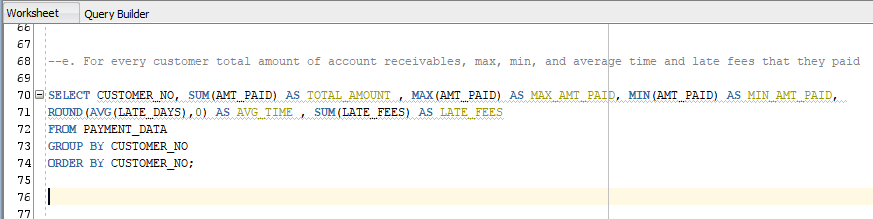 Worksheet Query Builder
66
67
68 --e. For every customer total amount of account receivables, max, min, and average time and late fees that they paid
69
70 SELECT CUSTOMER_NO, SUM(AMT_PAID) AS TOTAL_AMOUNT , MAX(AMT_PAID) AS MAX_AMT_PAID, MIN(AMT_PAID) AS MIN_AMT_PAID,
71 ROUND(AVG(LATE_DAYS),0) AS AVG_TIME , SUM(LATE_FEES) AS LATE_FEES
72 FROM PAYMENT_DATA
73 GROUP BY CUSTOMER_NO
74 ORDER BY CUSTOMER_NO;
75
76
77